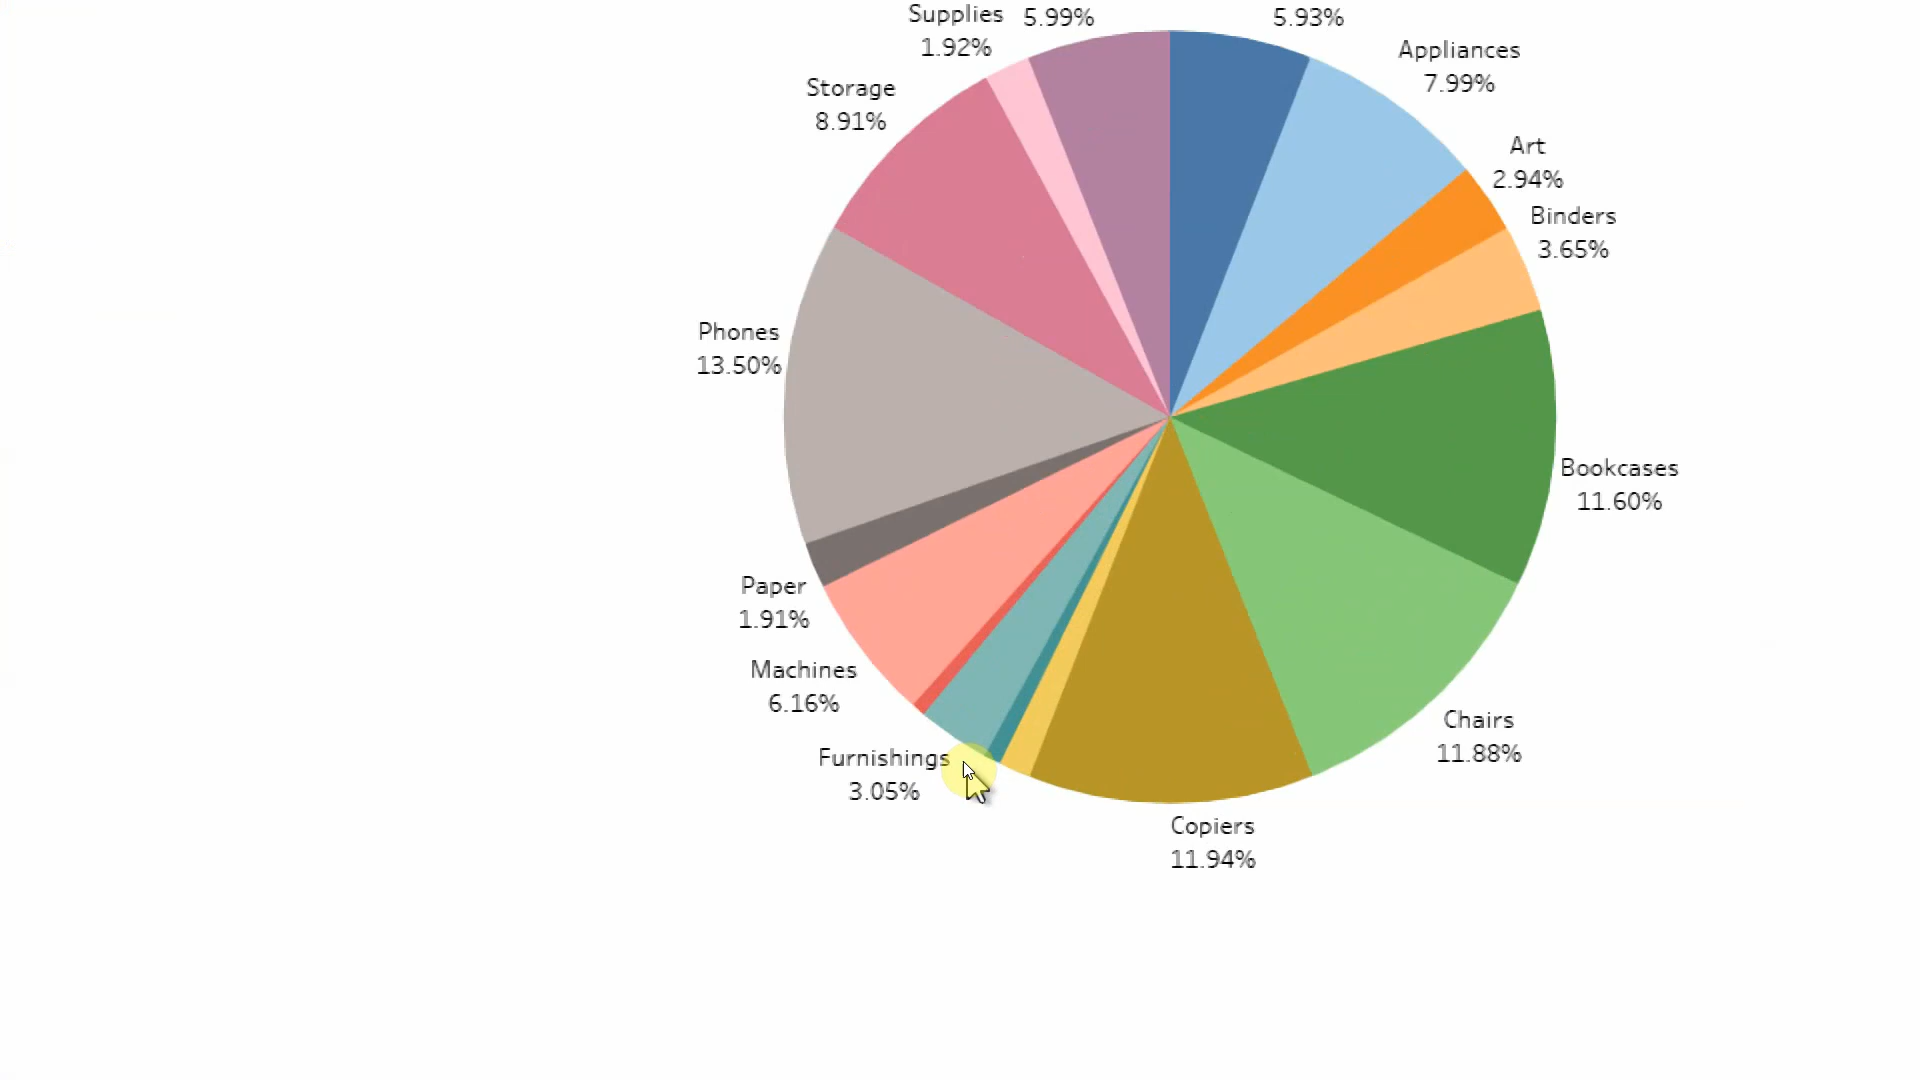 Supplies
1.92%
5.99%
5.93%
Appliances
7.99%
Storage
8.91%
Art
2.94%
Binders
3.65%
Phones
13.50%
Bookcases
11.60%
Paper
1.91%
Machines
6.16%
Chairs
11.88%
Furnishings
3.05%
Copiers
11.94%